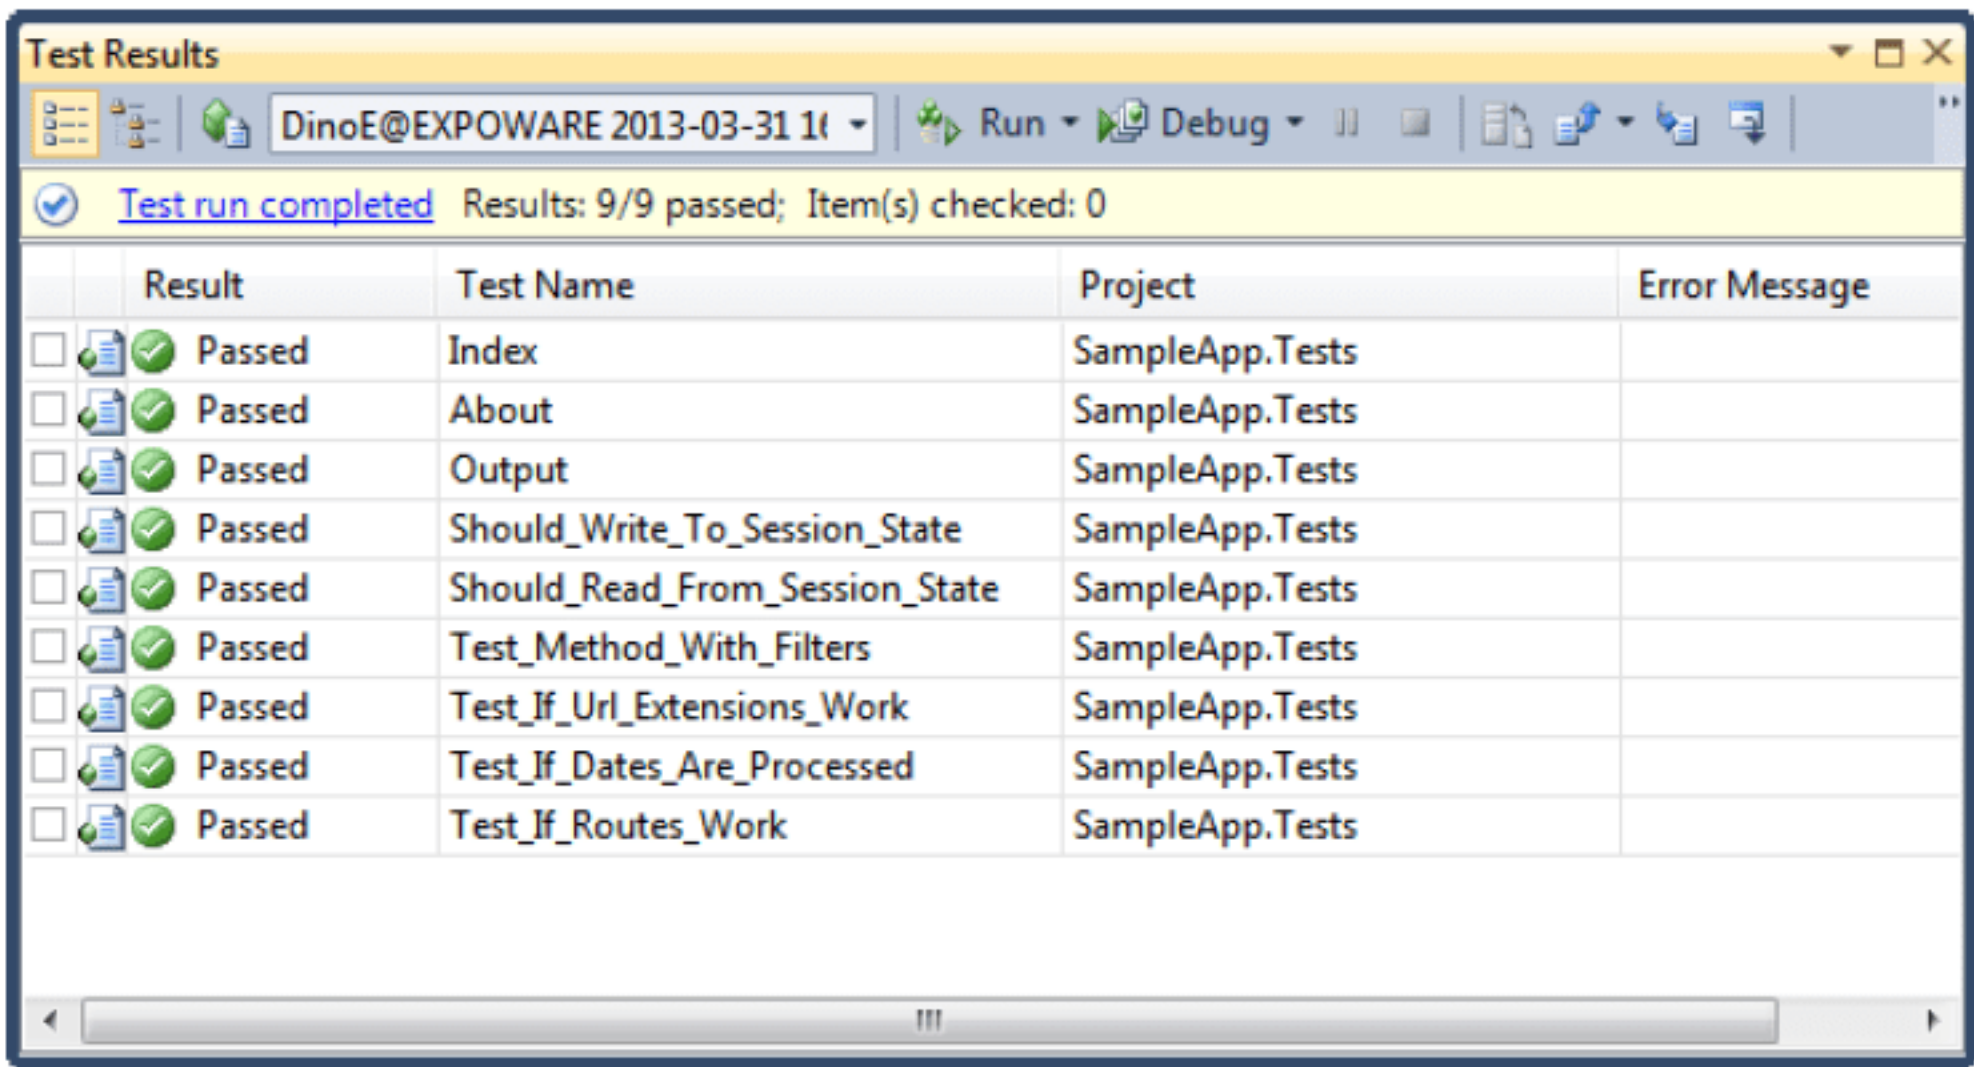 Test Results
DinoE@EXPOWARE 2013-03-31 16 Run Debug
Test run completed Results: 9/9 passed; Item(s) checked: 0
Result Test Name Project Error Message
Passed Index SampleApp.Tests
Passed About SampleApp.Tests
Passed Output SampleApp.Tests
Passed Should_Write_To_Session_State SampleApp.Tests
Passed Should_Read_From_Session_State SampleApp.Tests
Passed Test_Method_With_Filters SampleApp.Tests
Passed Test_If_Url_Extensions_Work SampleApp.Tests
Passed Test_If_Dates_Are_Processed SampleApp.Tests
Passed Test_If_Routes_Work SampleApp.Tests